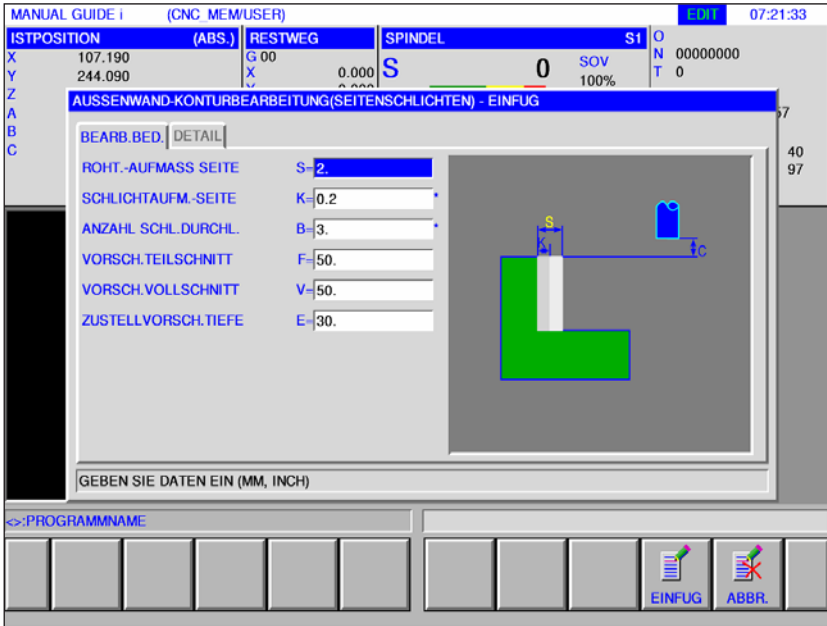 MANUAL GUIDE i (CNC_MEM/USER) EDIT 07:21:33
ISTPOSITION (ABS.) RESTWEG SPINDEL S1 O
X 107.190 G 00 N 00000000
Y 244.090 X 0.000 S 0 SOV 100% T 0
Z
A
B
C
40
97
AUSSENWAND-KONTURBEARBEITUNG(SEITENSCHLICHTEN) - EINFUG
BEARB.BED. DETAIL
ROHT.-AUFMASS SEITE S=2.
SCHLICHTAUFM.-SEITE K=0.2 *
ANZAHL SCHL.DURCHL. B=3. *
VORSCH.TEILSCHNITT F=50.
VORSCH.VOLLSCHNITT V=50.
ZUSTELLVORSCH.TIEFE E=30.
S
K
C
GEBEN SIE DATEN EIN (MM, INCH)
<>:PROGRAMMNAME
EINFUG ABBR.